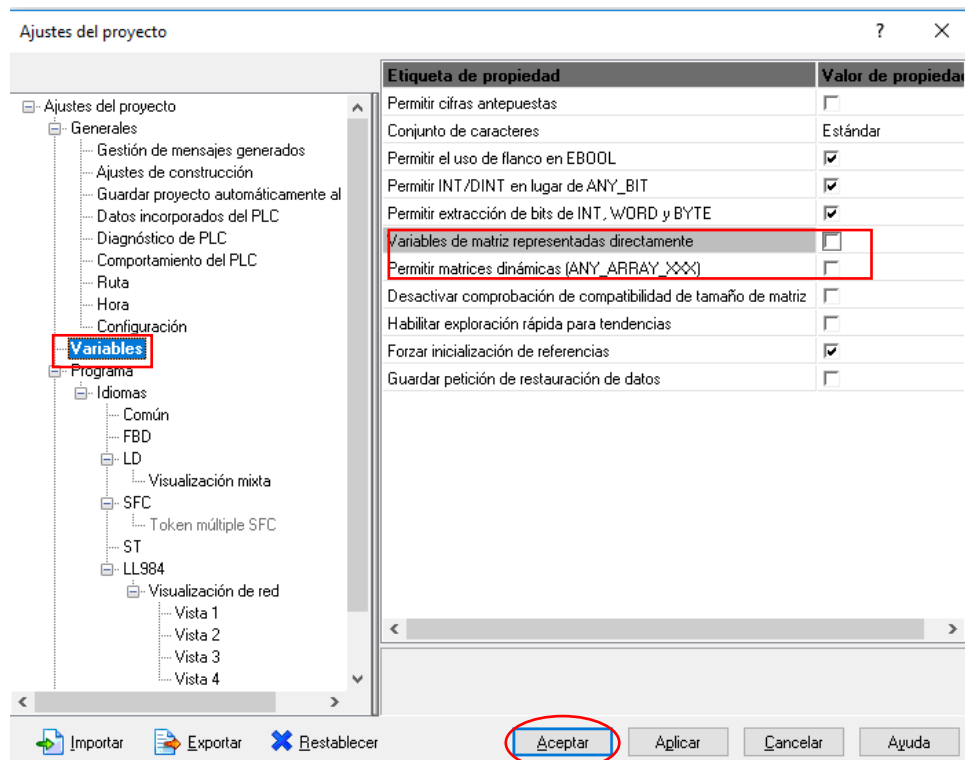 Ajustes del proyecto
?
Etiqueta de propiedad Valor de propiedad
Ajustes del proyecto
Generales
Gestión de mensajes generados
Ajustes de construcción
Guardar proyecto automáticamente al
Datos incorporados del PLC
Diagnóstico de PLC
Comportamiento del PLC
Ruta
Hora
Configuración
Variables
Programa
Idiomas
Común
FBD
LD
Visualización mixta
SFC
Token múltiple SFC
ST
LL984
Visualización de red
Vista 1
Vista 2
Vista 3
Vista 4
Permitir cifras antepuestas
Conjunto de caracteres Estándar
Permitir el uso de flanco en EBOOL
Permitir INT/DINT en lugar de ANY_BIT
Permitir extracción de bits de INT, WORD y BYTE
Variables de matriz representadas directamente
Permitir matrices dinámicas (ANY_ARRAY_XXX)
Desactivar comprobación de compatibilidad de tamaño de matriz
Habilitar exploración rápida para tendencias
Forzar inicialización de referencias
Guardar petición de restauración de datos
Importar Exportar Restablecer Aceptar Aplicar Cancelar Ayuda